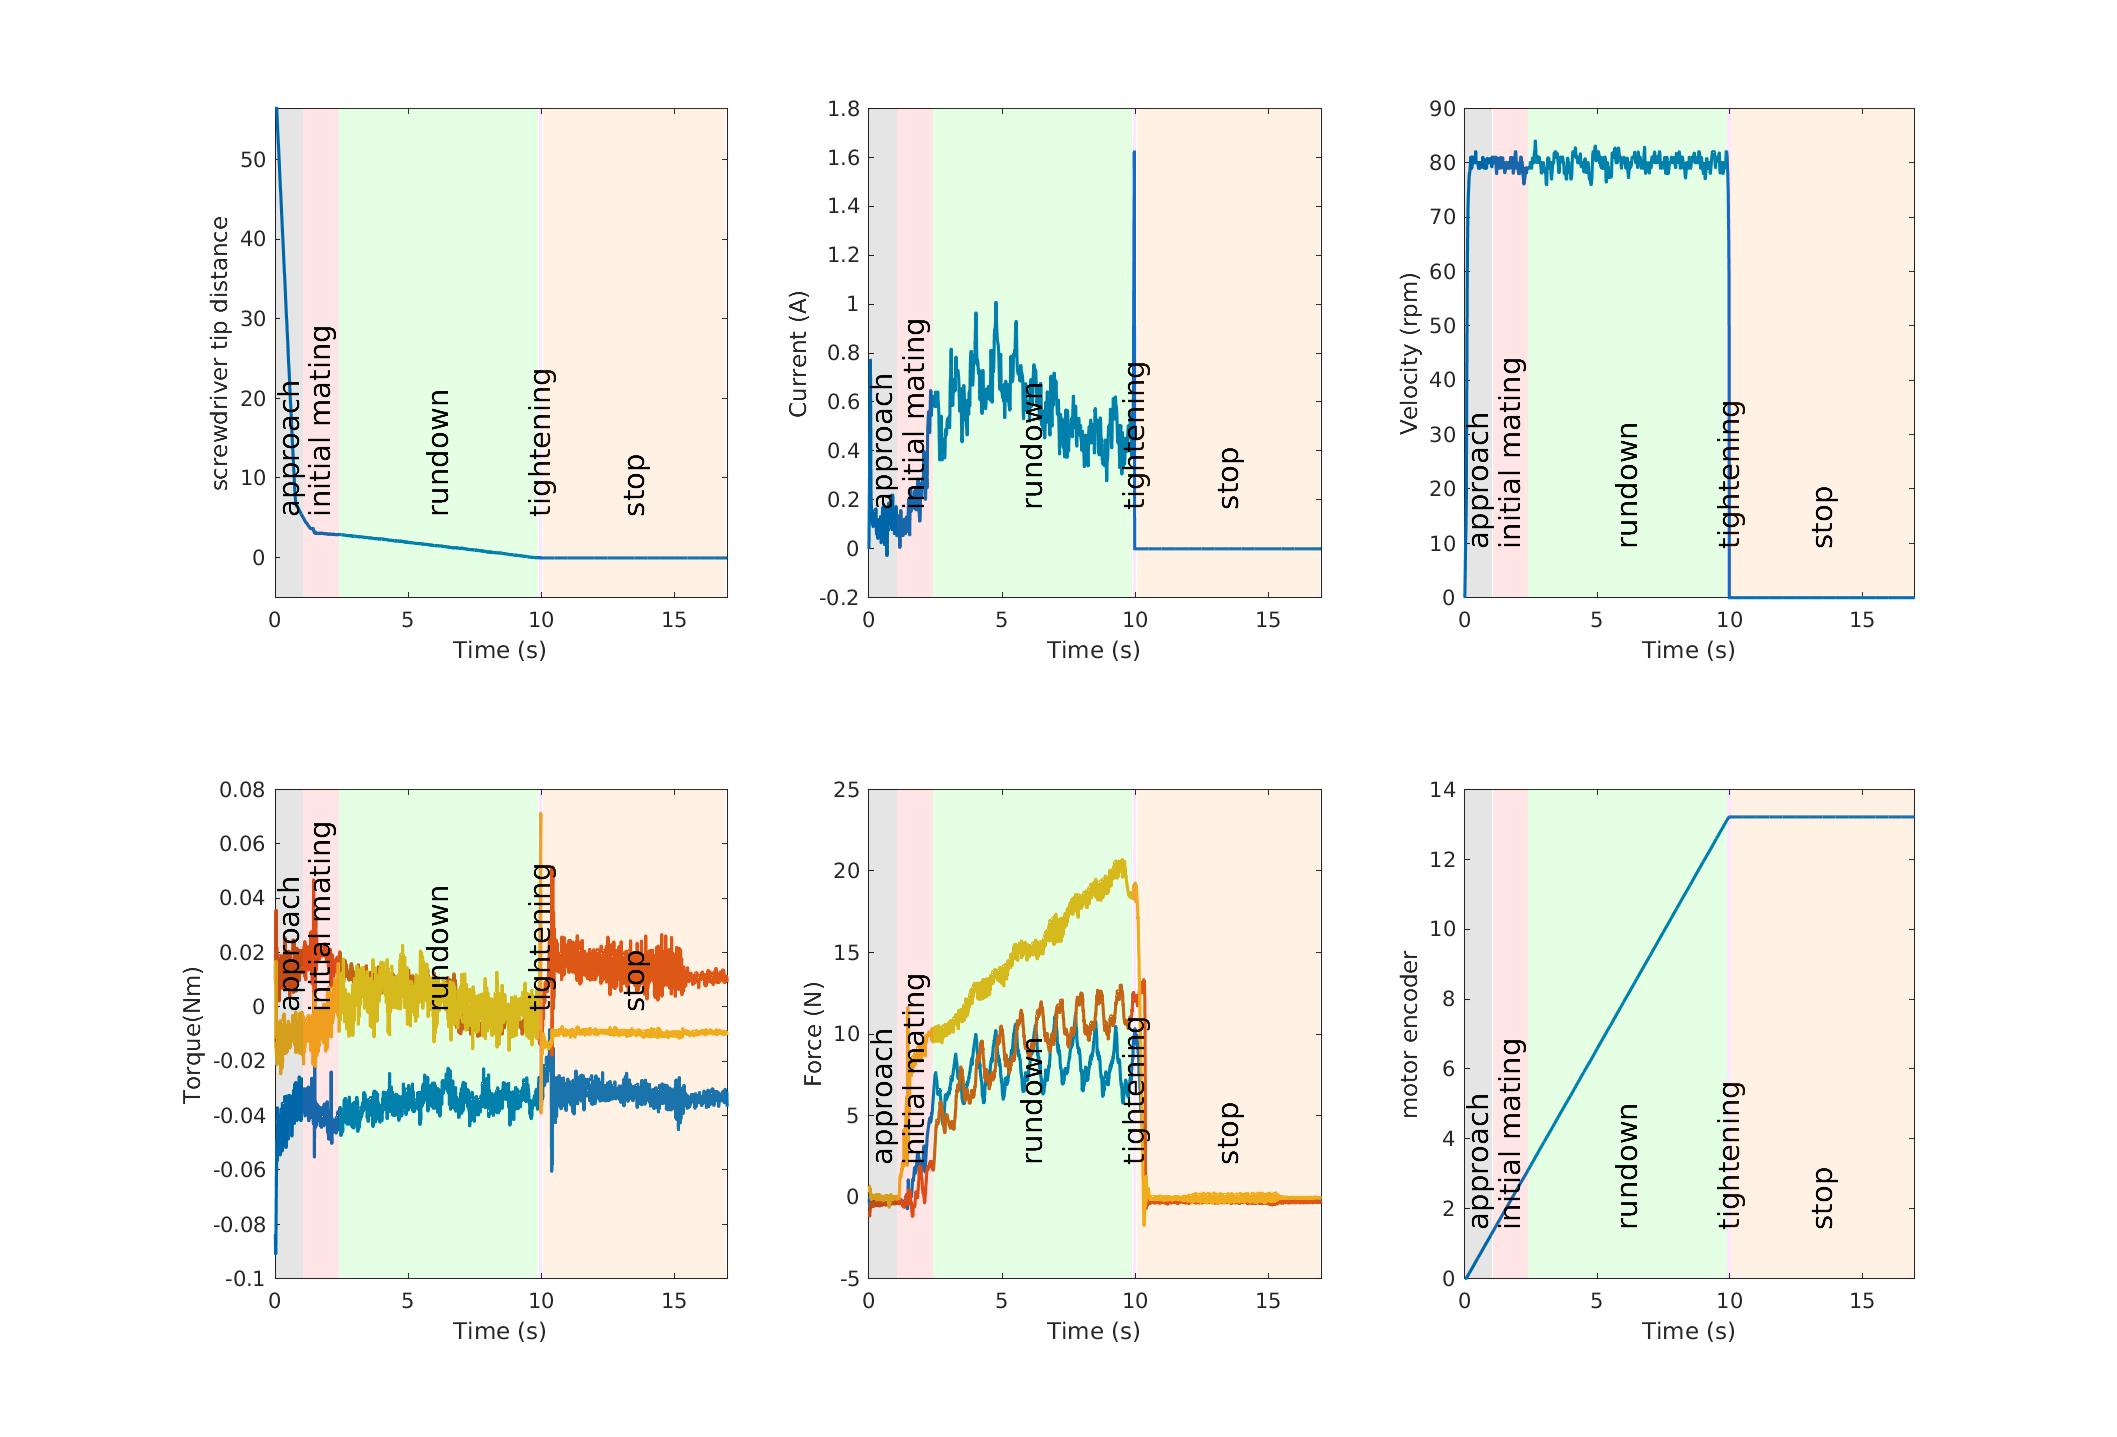 50
40
30
20
10
0
screwdriver tip distance
approach
initial mating
rundown
tightening
stop
0 5 10 15
Time (s)
1.8
1.6
1.4
1.2
1
0.8
0.6
0.4
0.2
0
-0.2
Current (A)
approach
initial mating
rundown
tightening
stop
0 5 10 15
Time (s)
90
80
70
60
50
40
30
20
10
0
Velocity (rpm)
approach
initial mating
rundown
tightening
stop
0 5 10 15
Time (s)
0.08
0.06
0.04
0.02
0
-0.02
-0.04
-0.06
-0.08
-0.1
Torque(Nm)
approach
initial mating
rundown
tightening
stop
0 5 10 15
Time (s)
25
20
15
10
5
0
-5
Force (N)
approach
initial mating
rundown
tightening
stop
0 5 10 15
Time (s)
14
12
10
8
6
4
2
0
motor encoder
approach
initial mating
rundown
tightening
stop
0 5 10 15
Time (s)